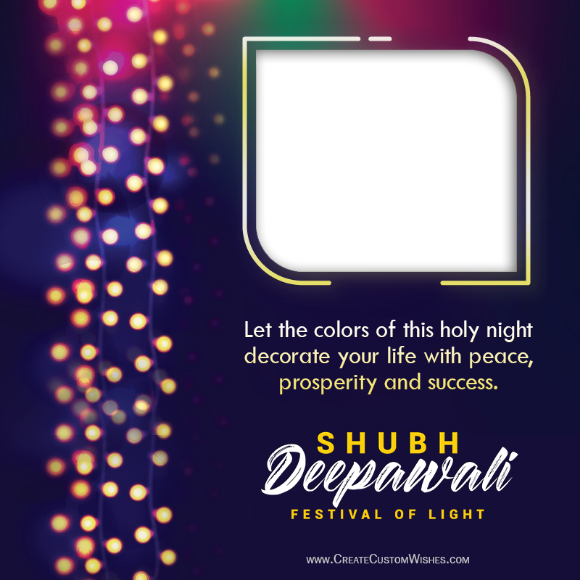 Let the colors of this holy night
decorate your life with peace,
prosperity and success.
SHUBH
Deepawali
FESTIVAL OF LIGHT
www.CreateCustomWishes.com